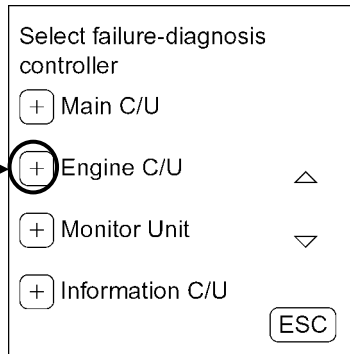 Select failure-diagnosis
controller
+ Main C/U
+ Engine C/U
+ Monitor Unit
+ Information C/U
ESC